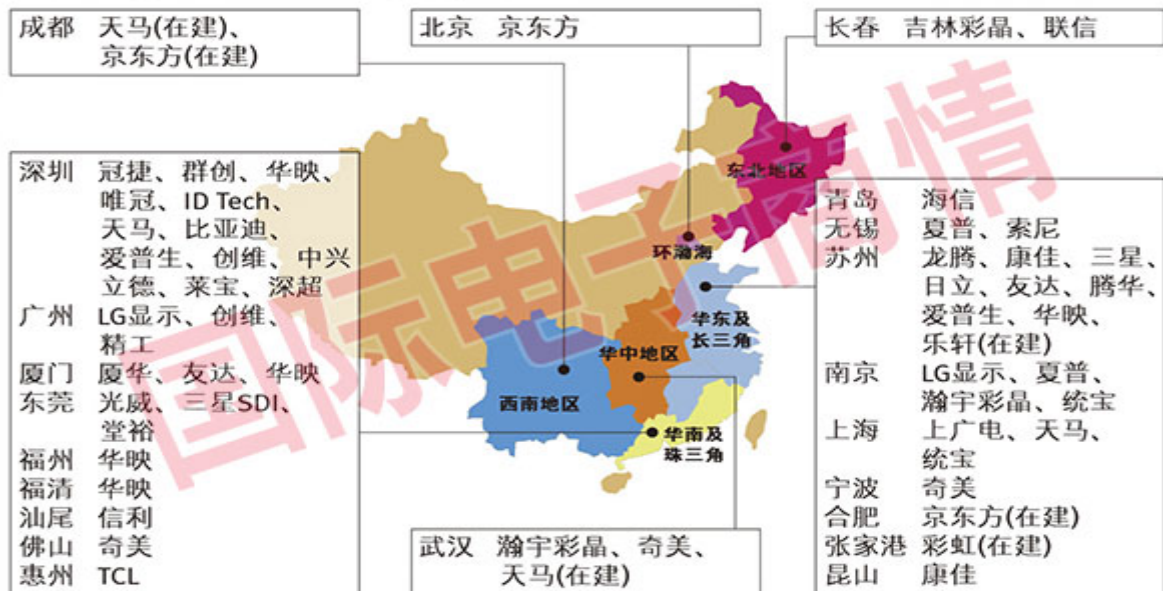 成都 天马(在建)、
京东方(在建)
北京 京东方
长春 吉林彩晶、联信
深圳 冠捷、群创、华映、
唯冠、ID Tech、
天马、比亚迪、
爱普生、创维、中兴
立德、莱宝、深超
广州 LG显示、创维、
精工
厦门 厦华、友达、华映
东莞 光威、三星SDI、
堂裕
福州 华映
福清 华映
汕尾 信利
佛山 奇美
惠州 TCL
东北地区
环瀚海
华东及
长三角
华中地区
西南地区
华南及
珠三角
青岛 海信
无锡 夏普、索尼
苏州 龙腾、康佳、三星、
日立、友达、腾华、
爱普生、华映、
乐轩(在建)
南京 LG显示、夏普、
瀚宇彩晶、统宝
上海 上广电、天马、
统宝
宁波 奇美
合肥 京东方(在建)
张家港 彩虹(在建)
昆山 康佳
武汉 瀚宇彩晶、奇美、
天马(在建)
国际电子商情